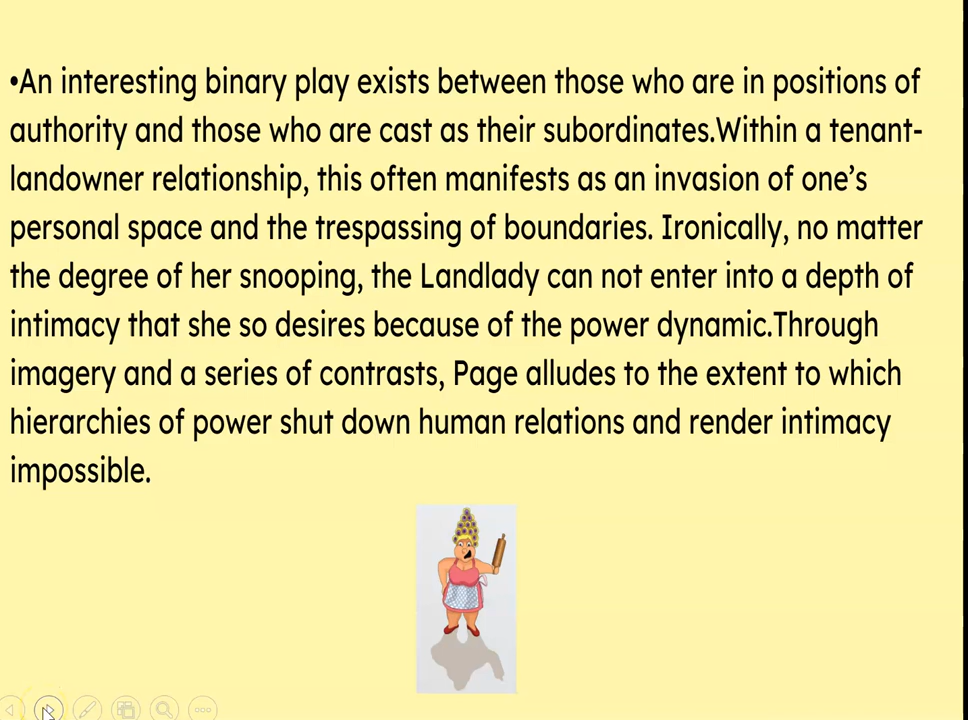 •An interesting binary play exists between those who are in positions of
authority and those who are cast as their subordinates.Within a tenant-
landowner relationship, this often manifests as an invasion of one’s
personal space and the trespassing of boundaries. Ironically, no matter
the degree of her snooping, the Landlady can not enter into a depth of
intimacy that she so desires because of the power dynamic.Through
imagery and a series of contrasts, Page alludes to the extent to which
hierarchies of power shut down human relations and render intimacy
impossible.